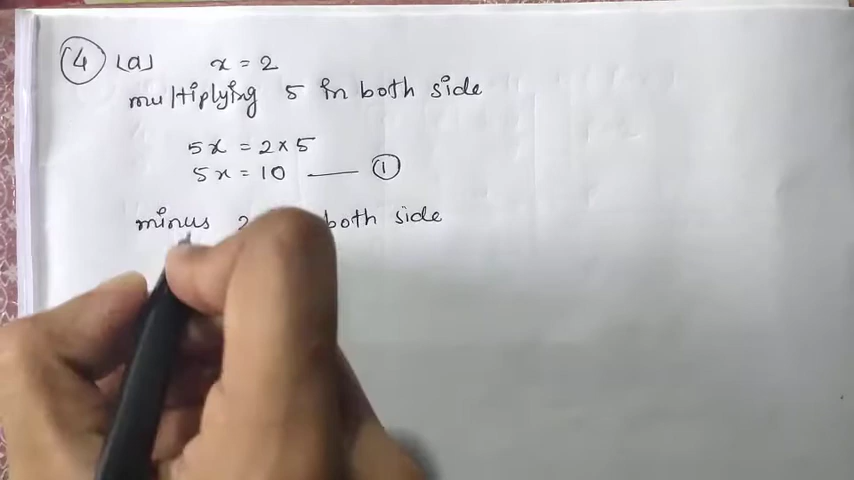 4 (a) x = 2
multiplying 5 in both side
5x = 2 × 5
5x = 10 —— 1
minus 2 both side